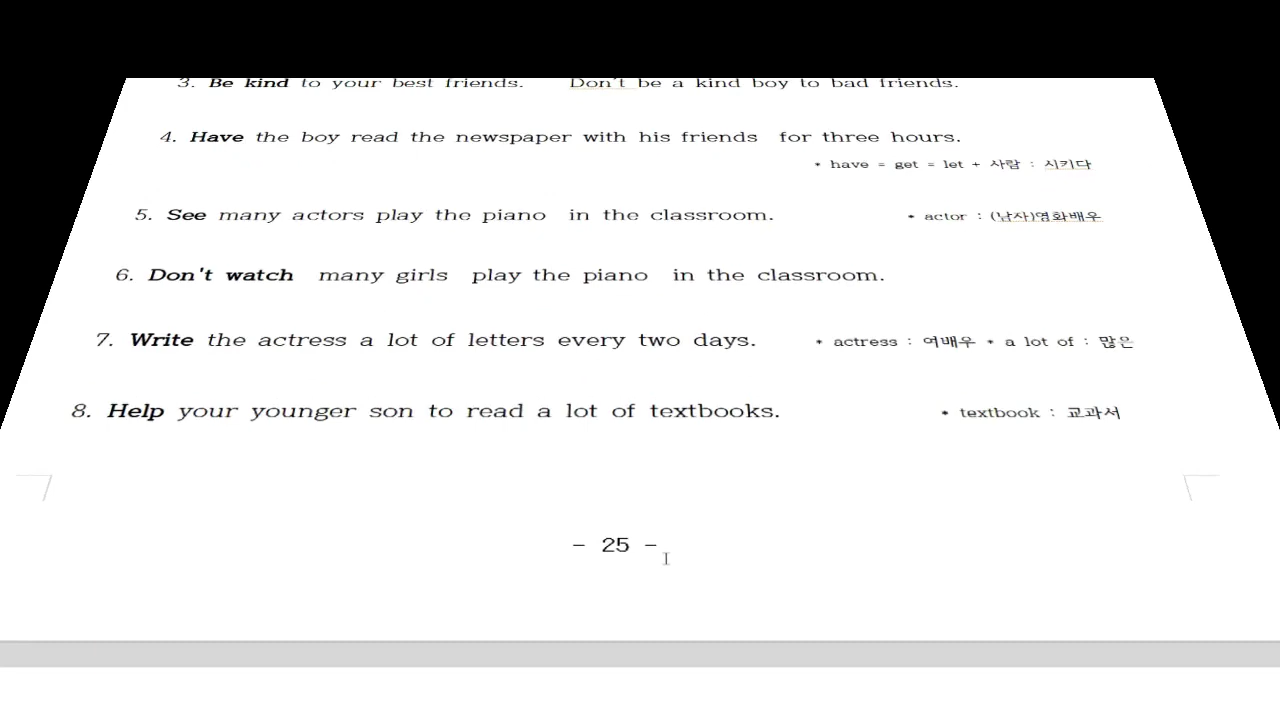 3. Be kind to your best friends. Don't be a kind boy to bad friends.
4. Have the boy read the newspaper with his friends for three hours.
* have = get = let + 사람 : 시키다
5. See many actors play the piano in the classroom. * actor : (남자)영화배우
6. Don't watch many girls play the piano in the classroom.
7. Write the actress a lot of letters every two days. * actress : 여배우 * a lot of : 많은
8. Help your younger son to read a lot of textbooks. * textbook : 교과서
- 25 -